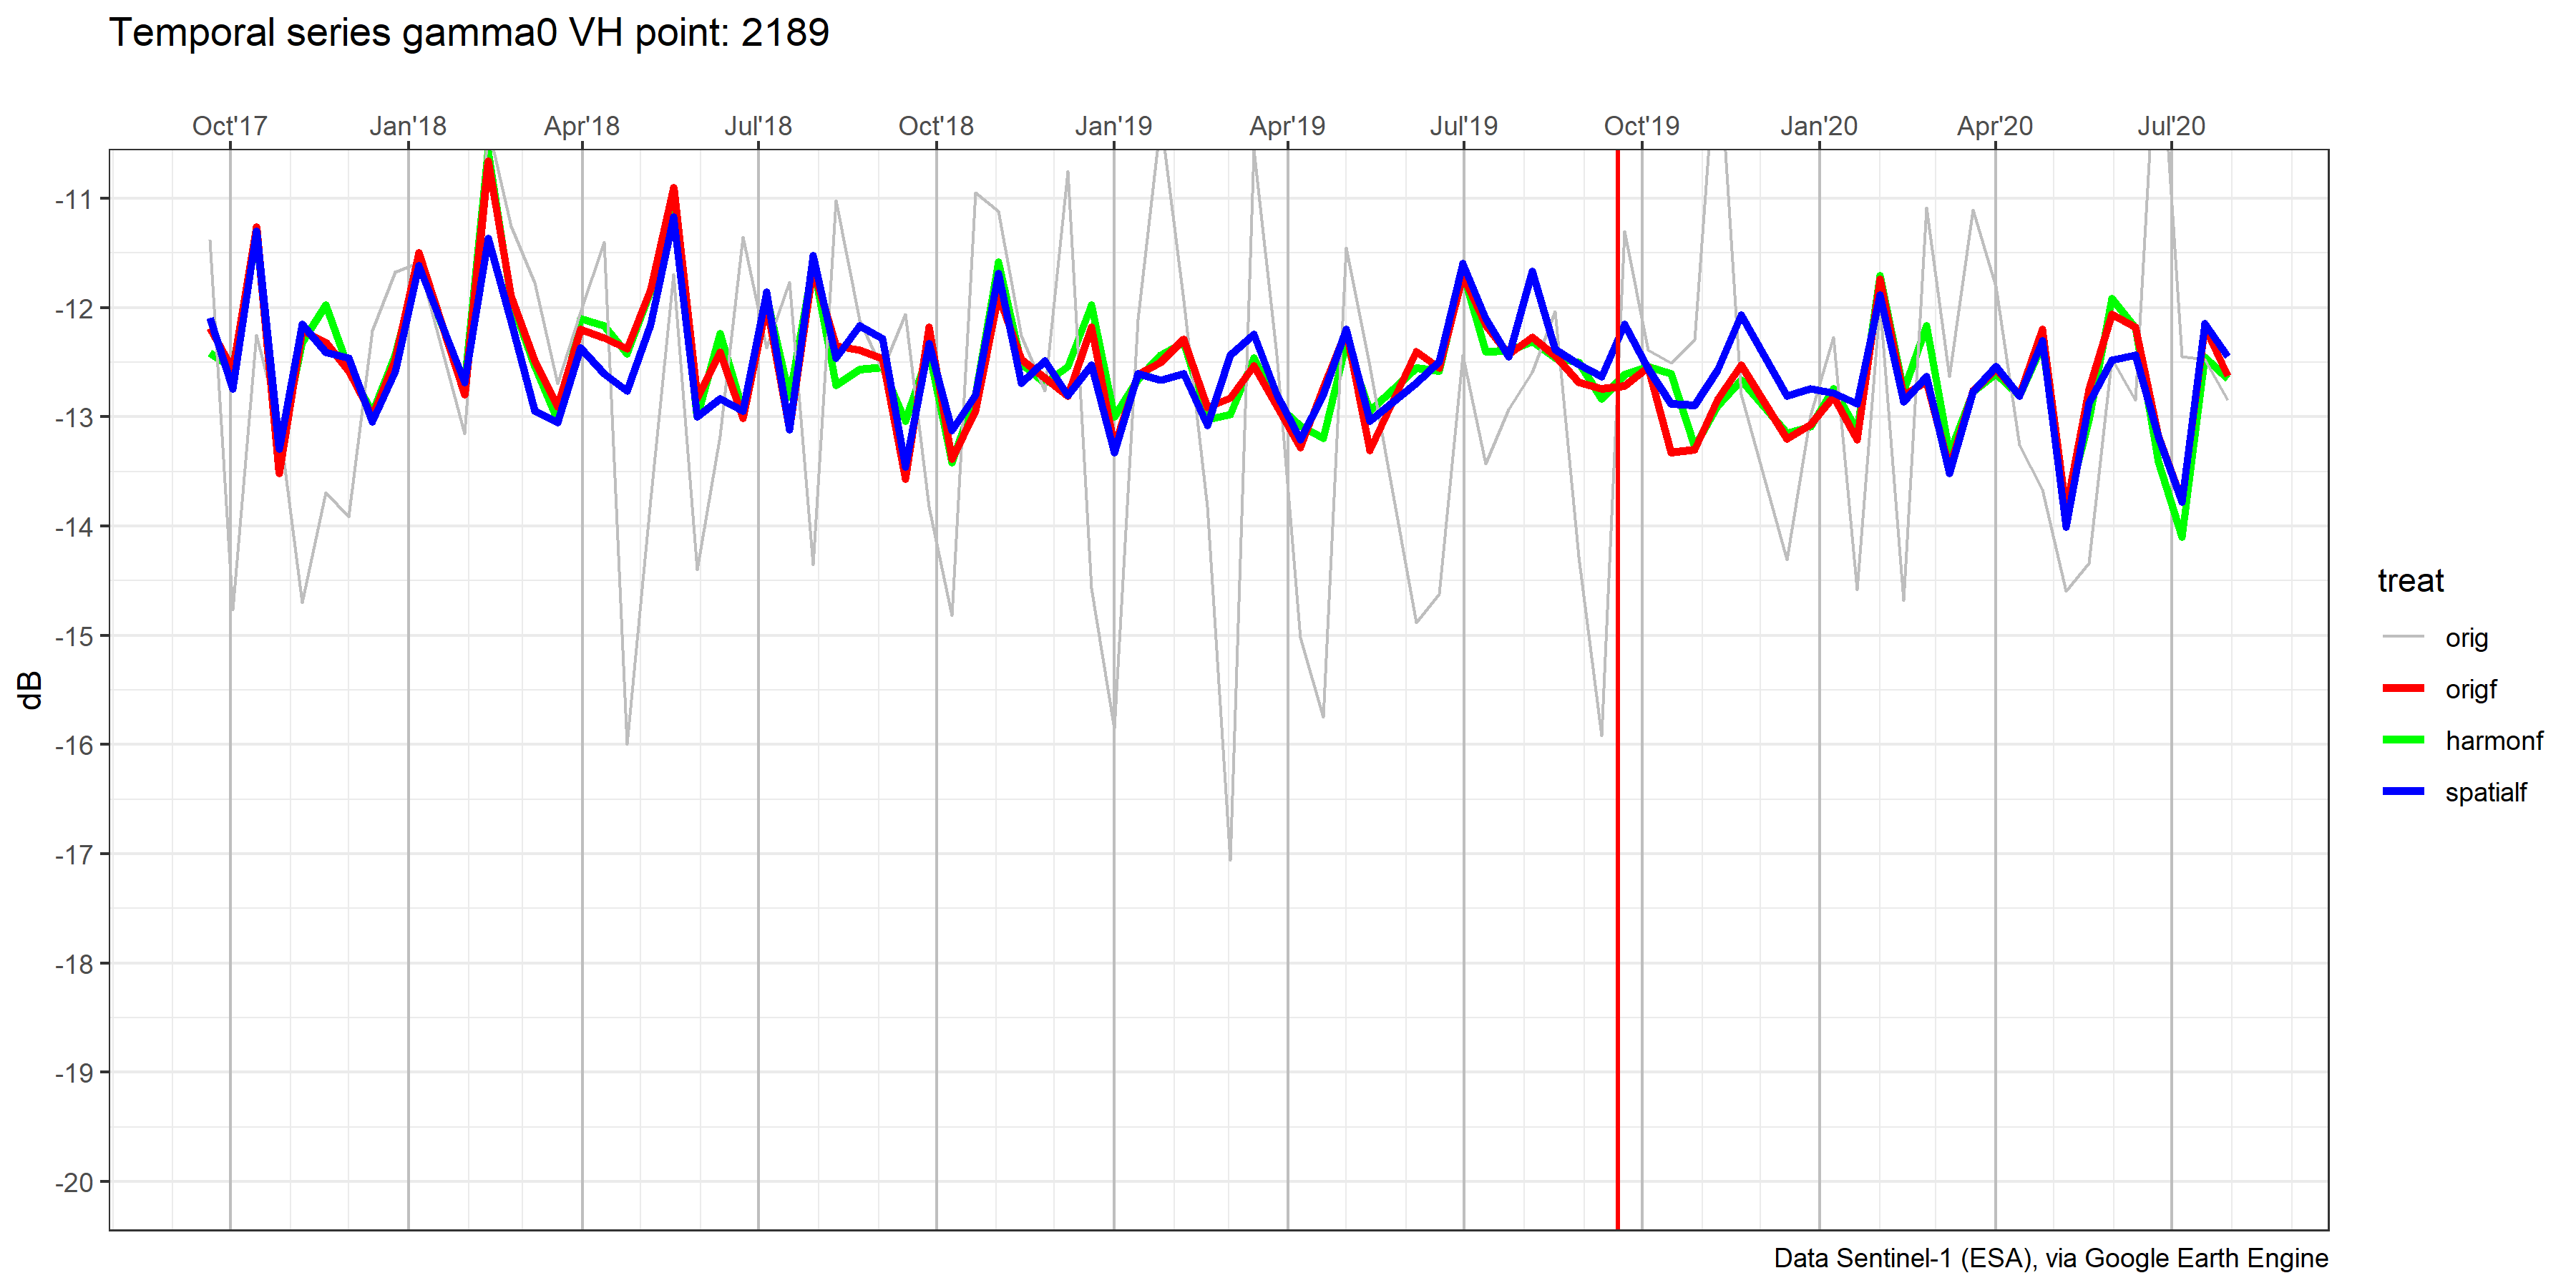 Temporal series gamma0 VH point: 2189
Oct'17 Jan'18 Apr'18 Jul'18 Oct'18 Jan'19 Apr'19 Jul'19 Oct'19 Jan'20 Apr'20 Jul'20
-11
-12
-13
-14
-15
-16
-17
-18
-19
-20
dB
treat
orig
origf
harmonf
spatialf
Data Sentinel-1 (ESA), via Google Earth Engine